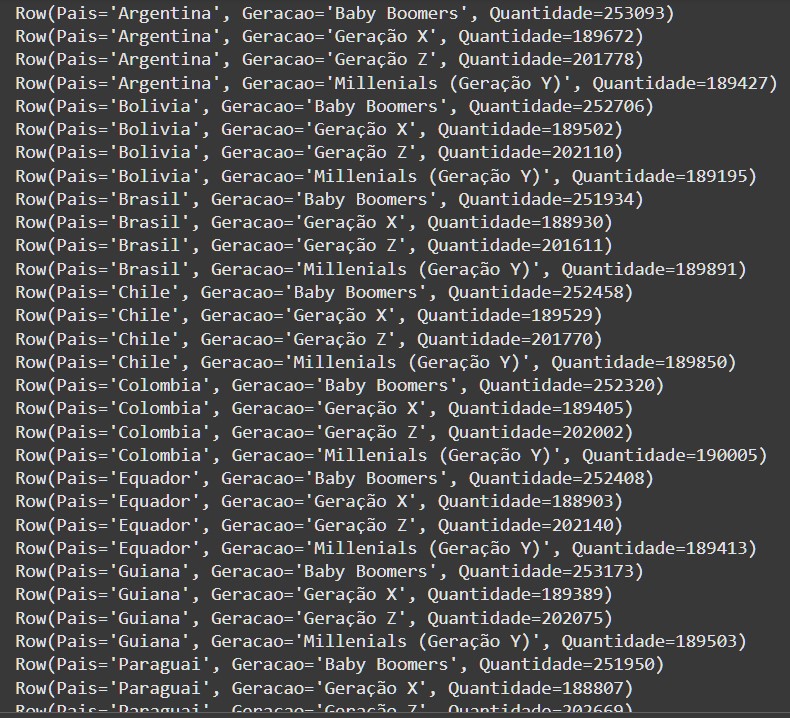 Row(Pais='Argentina', Geracao='Baby Boomers', Quantidade=253093)
Row(Pais='Argentina', Geracao='Geração X', Quantidade=189672)
Row(Pais='Argentina', Geracao='Geração Z', Quantidade=201778)
Row(Pais='Argentina', Geracao='Millenials (Geração Y)', Quantidade=189427)
Row(Pais='Bolivia', Geracao='Baby Boomers', Quantidade=252706)
Row(Pais='Bolivia', Geracao='Geração X', Quantidade=189502)
Row(Pais='Bolivia', Geracao='Geração Z', Quantidade=202110)
Row(Pais='Bolivia', Geracao='Millenials (Geração Y)', Quantidade=189195)
Row(Pais='Brasil', Geracao='Baby Boomers', Quantidade=251934)
Row(Pais='Brasil', Geracao='Geração X', Quantidade=188930)
Row(Pais='Brasil', Geracao='Geração Z', Quantidade=201611)
Row(Pais='Brasil', Geracao='Millenials (Geração Y)', Quantidade=189891)
Row(Pais='Chile', Geracao='Baby Boomers', Quantidade=252458)
Row(Pais='Chile', Geracao='Geração X', Quantidade=189529)
Row(Pais='Chile', Geracao='Geração Z', Quantidade=201770)
Row(Pais='Chile', Geracao='Millenials (Geração Y)', Quantidade=189850)
Row(Pais='Colombia', Geracao='Baby Boomers', Quantidade=252320)
Row(Pais='Colombia', Geracao='Geração X', Quantidade=189405)
Row(Pais='Colombia', Geracao='Geração Z', Quantidade=202002)
Row(Pais='Colombia', Geracao='Millenials (Geração Y)', Quantidade=190005)
Row(Pais='Equador', Geracao='Baby Boomers', Quantidade=252408)
Row(Pais='Equador', Geracao='Geração X', Quantidade=188903)
Row(Pais='Equador', Geracao='Geração Z', Quantidade=202140)
Row(Pais='Equador', Geracao='Millenials (Geração Y)', Quantidade=189413)
Row(Pais='Guiana', Geracao='Baby Boomers', Quantidade=253173)
Row(Pais='Guiana', Geracao='Geração X', Quantidade=189389)
Row(Pais='Guiana', Geracao='Geração Z', Quantidade=202075)
Row(Pais='Guiana', Geracao='Millenials (Geração Y)', Quantidade=189503)
Row(Pais='Paraguai', Geracao='Baby Boomers', Quantidade=251950)
Row(Pais='Paraguai', Geracao='Geração X', Quantidade=188807)
Row(Pais='Paraguai', Geracao='Geração Z', Quantidade=202669)